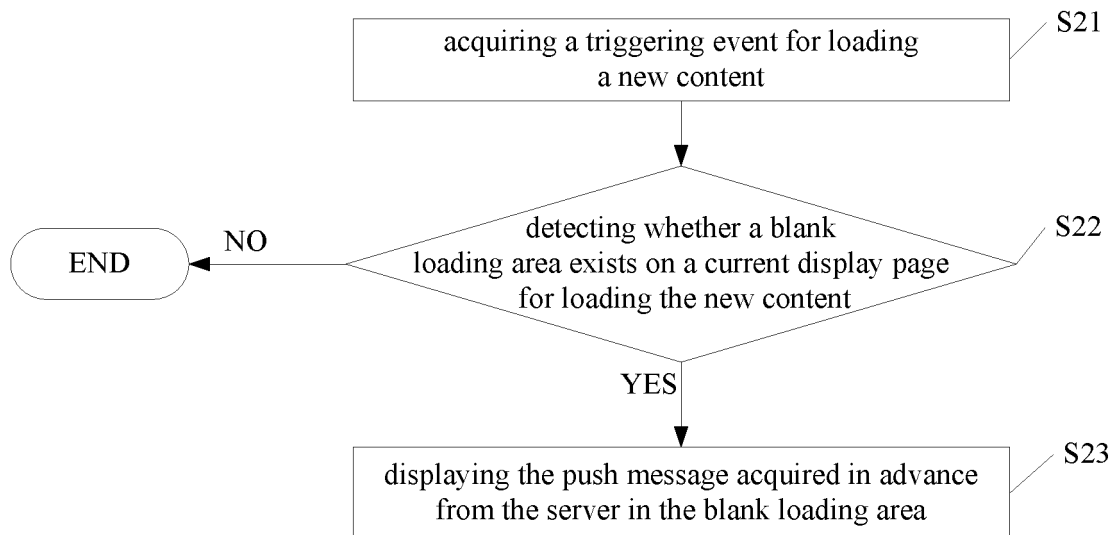 acquiring a triggering event for loading
a new content
S21
detecting whether a blank
loading area exists on a current display page
for loading the new content
S22
NO
END
YES
displaying the push message acquired in advance
from the server in the blank loading area
S23